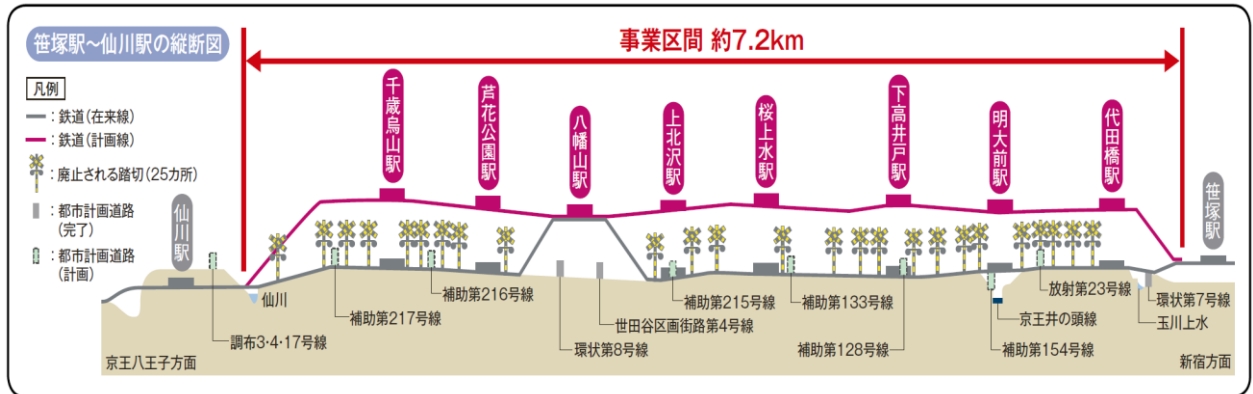 笹塚駅～仙川駅の縦断図
事業区間 約7.2km
凡例
：鉄道（在来線）
：鉄道（計画線）
：廃止される踏切（25カ所）
：都市計画道路
（完了）
：都市計画道路
（計画）
仙川駅
千歳烏山駅
芦花公園駅
八幡山駅
上北沢駅
桜上水駅
下高井戸駅
明大前駅
代田橋駅
笹塚駅
仙川
調布3・4・17号線
補助第217号線
補助第216号線
環状第8号線
世田谷区画街路第4号線
補助第215号線
補助第133号線
補助第128号線
補助第154号線
京王井の頭線
放射第23号線
玉川上水
環状第7号線
京王八王子方面
新宿方面